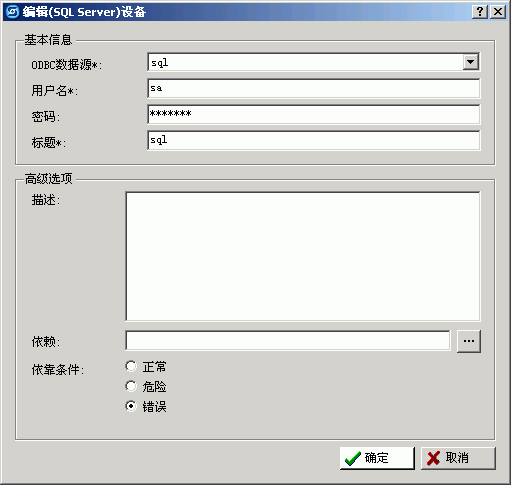 编辑(SQL Server)设备
基本信息
ODBC数据源*: sql
用户名*: sa
密码: *******
标题*: sql
高级选项
描述:
依赖: ...
依靠条件: 正常
危险
错误
确定 取消